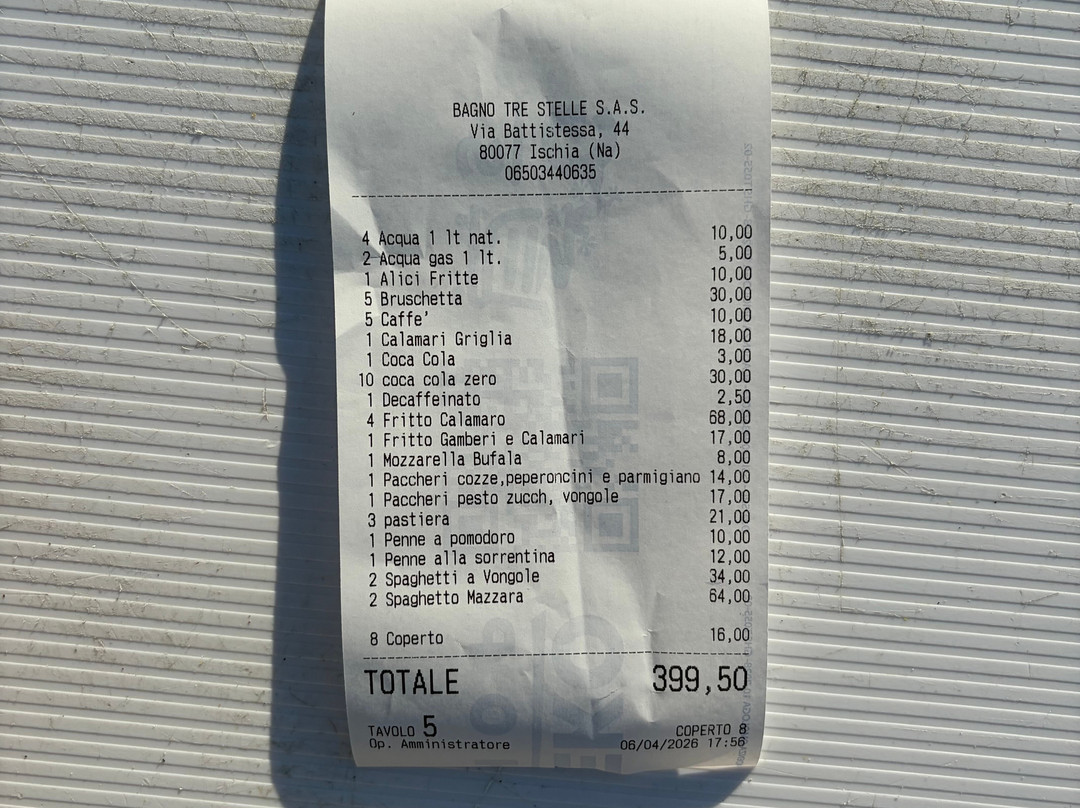 BAGNO TRE STELLE S.A.S.
Via Battistessa, 44
80077 Ischia (Na)
06503440635
4 Acqua 1 lt nat. 10,00
2 Acqua gas 1 lt. 5,00
1 Alici Fritte 10,00
5 Bruschetta 30,00
5 Caffe' 10,00
1 Calamari Griglia 18,00
1 Coca Cola 3,00
10 coca cola zero 30,00
1 Decaffeinato 2,50
4 Fritto Calamaro 68,00
1 Fritto Gamberi e Calamari 17,00
1 Mozzarella Bufala 8,00
1 Paccheri cozze,peperoncini e parmigiano 14,00
1 Paccheri pesto zucch, vongole 17,00
3 pastiera 21,00
1 Penne a pomodoro 10,00
1 Penne alla sorrentina 12,00
2 Spaghetti a Vongole 34,00
2 Spaghetto Mazzara 64,00
8 Coperto 16,00
TOTALE 399,50
TAVOLO 5 COPERTO 8
Op. Amministratore 06/04/2026 17:56